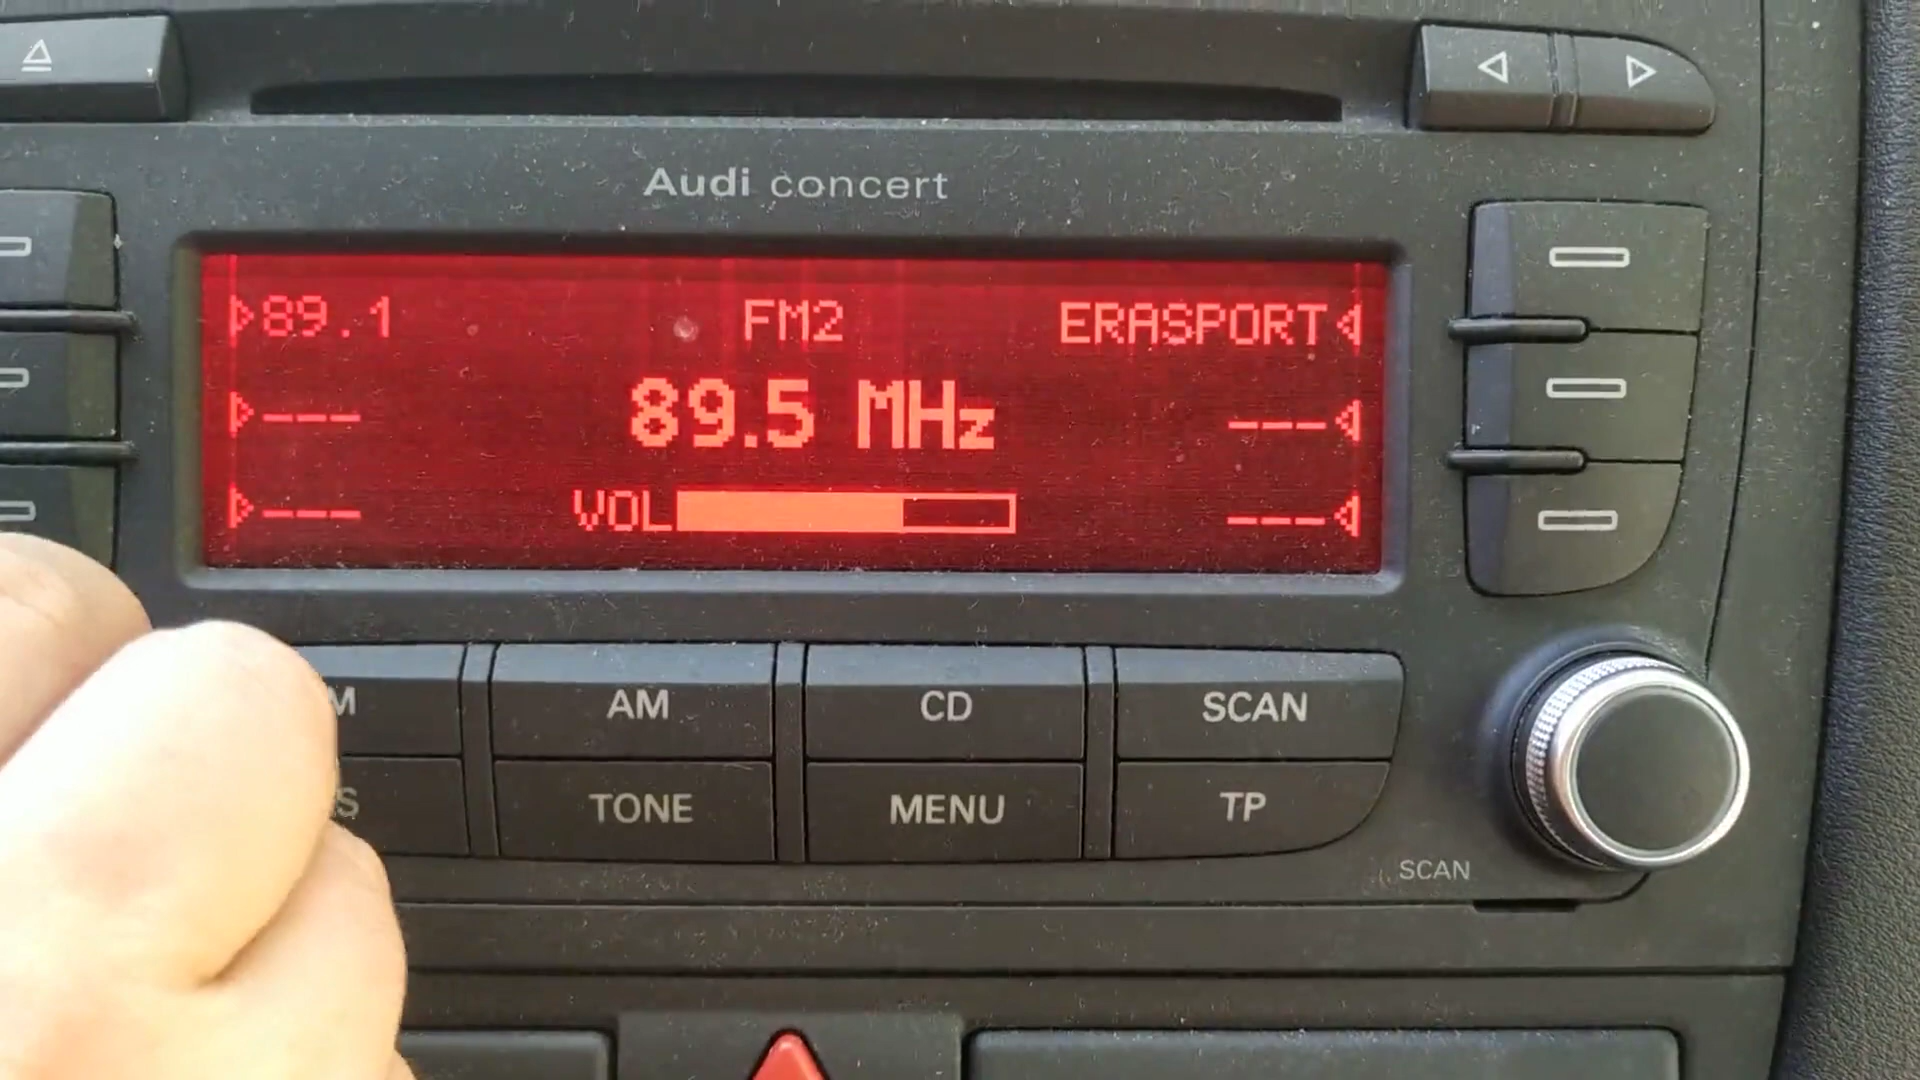 Audi concert
89.1 FM2 ERASPORT
--- 89.5 MHz ---
--- VOL ---
M AM CD SCAN
S TONE MENU TP
SCAN